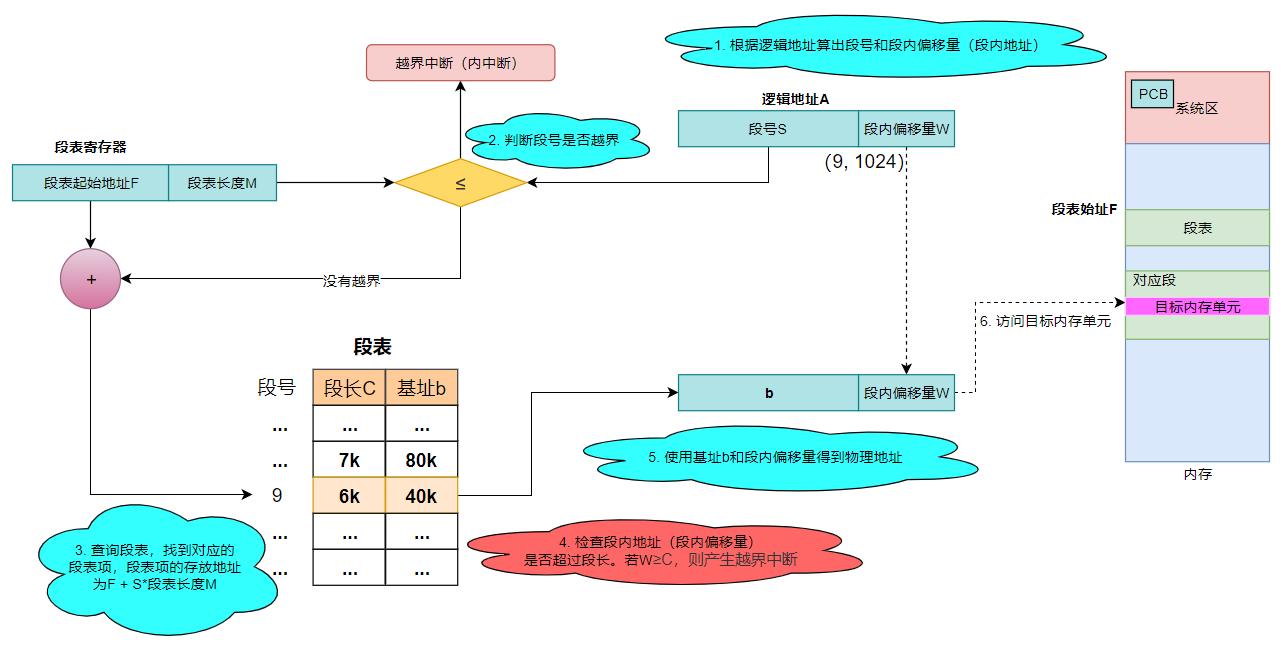 1. 根据逻辑地址算出段号和段内偏移量（段内地址）
越界中断（内中断）
PCB
系统区
逻辑地址A
段号S
段内偏移量W
2. 判断段号是否越界
(9, 1024)
段表寄存器
段表起始地址F
段表长度M
≤
段表始址F
段表
+
没有越界
对应段
目标内存单元
6. 访问目标内存单元
段表
段号
段长C
基址b
...
...
...
...
7k
80k
9
6k
40k
...
...
...
...
...
...
b
段内偏移量W
5. 使用基址b和段内偏移量得到物理地址
内存
3. 查询段表，找到对应的
段表项，段表项的存放地址
为F + S*段表长度M
4. 检查段内地址（段内偏移量）
是否超过段长。若W≥C，则产生越界中断